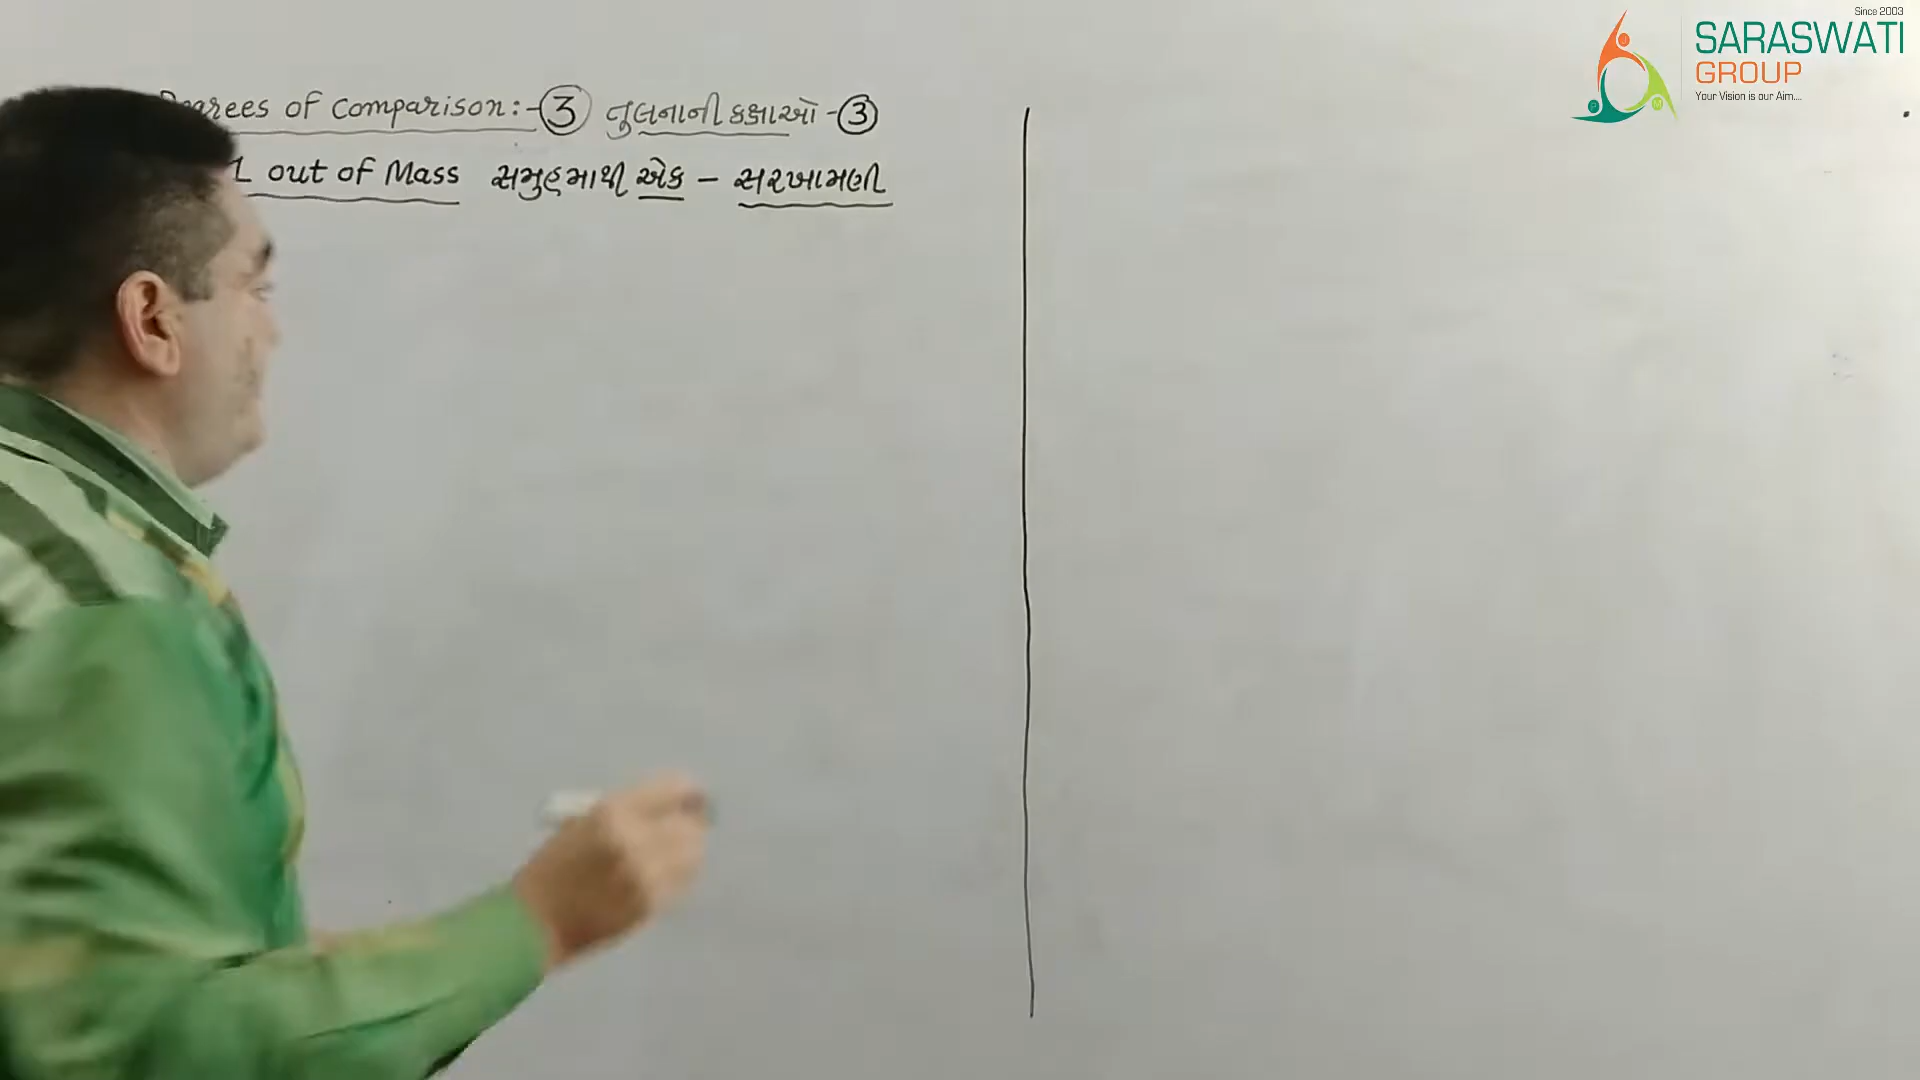 Since 2003
SARASWATI
GROUP
Your Vision is our Aim....
of Comparison:- 3 તુલનાની કક્ષાઓ - 3
1 out of Mass સમુહમાથી એક - સરખામણી